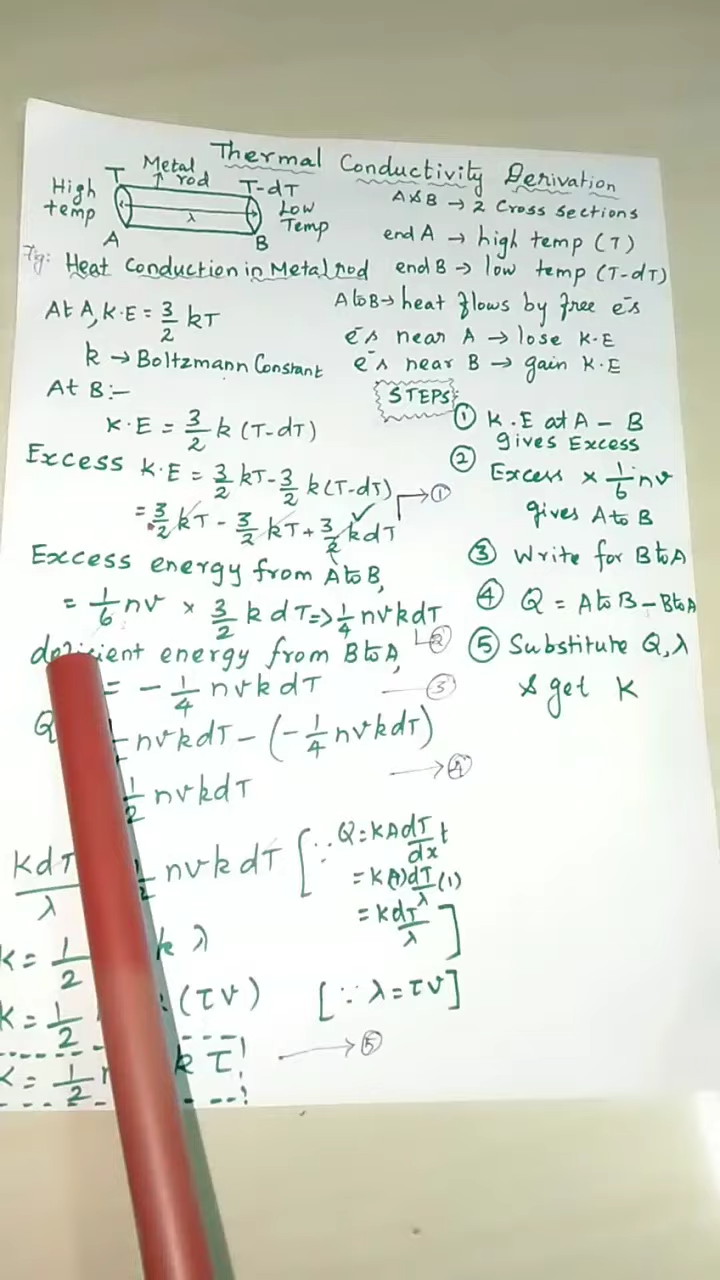 Thermal Conductivity Derivation
T Metal rod T-dT
High temp
Low Temp
λ
A B
Fig: Heat Conduction in Metal rod
A & B → 2 Cross sections
end A → high temp (T)
end B → low temp (T-dT)
A to B → heat flows by free e⁻s
e⁻s near A → lose K.E
e⁻s near B → gain K.E
At A, K.E = 3/2 kT
k → Boltzmann Constant
At B:-
K.E = 3/2 k (T-dT)
Excess K.E = 3/2 kT - 3/2 k (T-dT)
= 3/2 kT - 3/2 kT + 3/2 kdT → ①
Excess energy from A to B,
= 1/6 nv × 3/2 k dT => 1/4 nvkdT ②
energy from B to A,
= - 1/4 nvkdT — ③
Q nvkdT - (-1/4 nvkdT)
1/2 nvkdT → ④
KdT/λ 1/2 nvkdT [∵ Q = KA dT/dx t
= K(1) dT/λ (1)
= K dT/λ ]
K = 1/2 k λ
K = 1/2 (τv) [∵ λ = τv]
K = 1/2 n k τ → ⑤
STEPS
① K.E at A - B
gives Excess
② Excess × 1/6 nv
gives A to B
③ Write for B to A
④ Q = A to B - B to A
⑤ Substitute Q, λ
& get K